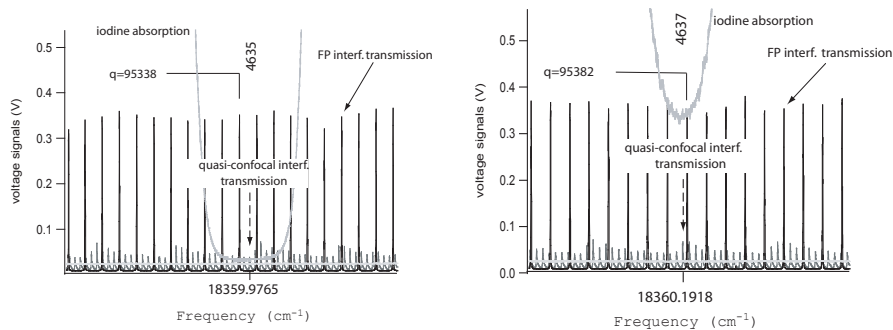 iodine absorption
4635
0.5
q=95338
FP interf. transmission
0.4
0.3
voltage signals (V)
quasi-confocal interf.
transmission
0.2
0.1
18359.9765
Frequency (cm⁻¹)
4637
iodine absorption
0.5
q=95382
FP interf. transmission
0.4
0.3
voltage signals (V)
quasi-confocal interf.
transmission
0.2
0.1
0.0
18360.1918
Frequency (cm⁻¹)